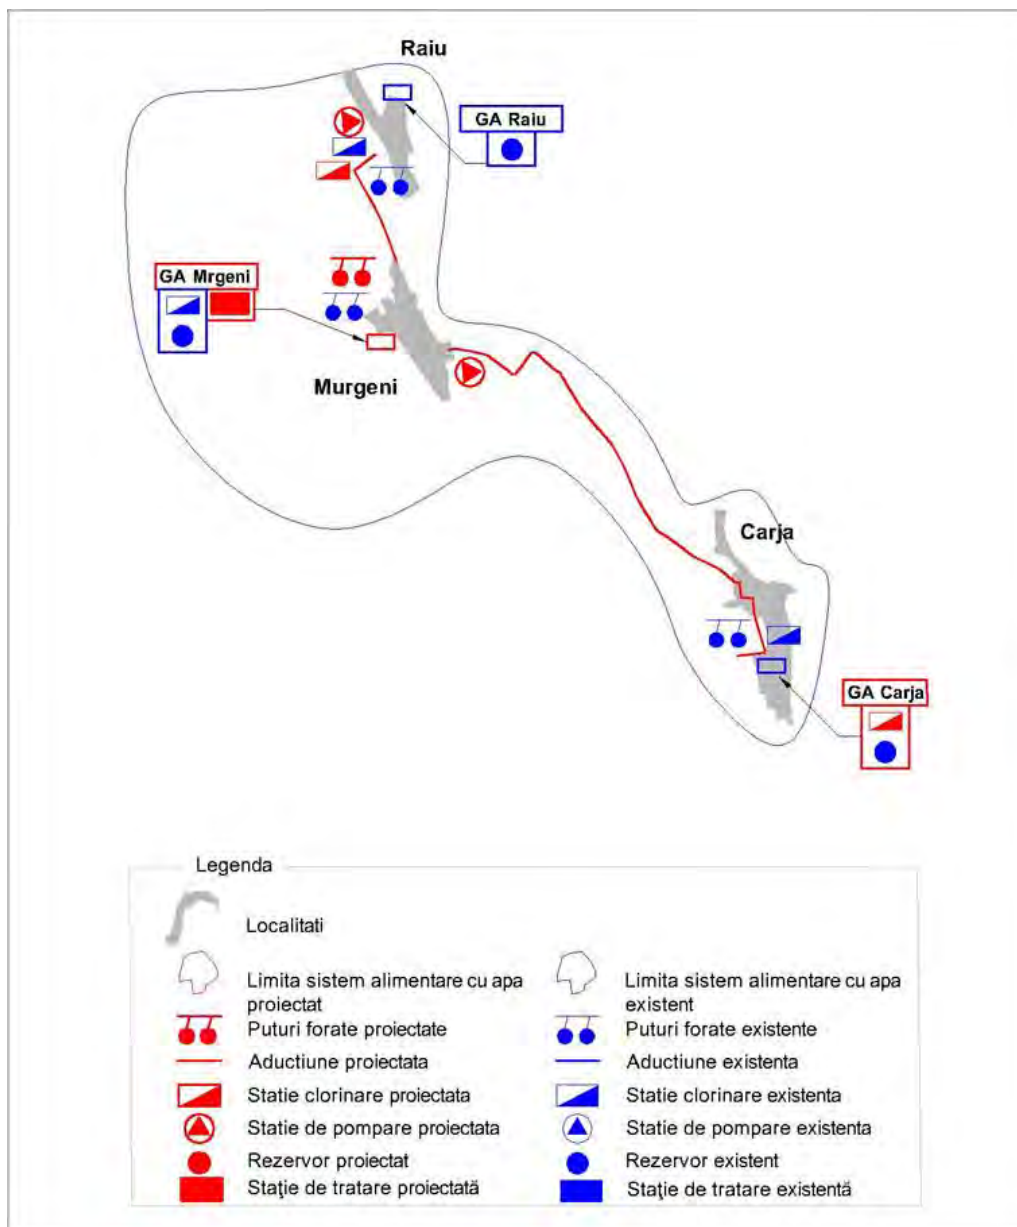 Raiu
GA Raiu
GA Mrgeni
Murgeni
Carja
GA Carja
Legenda
Localitati
Limita sistem alimentare cu apa
proiectat
Puturi forate proiectate
Aductiune proiectata
Statie clorinare proiectata
Statie de pompare proiectata
Rezervor proiectat
Staţie de tratare proiectată
Limita sistem alimentare cu apa
existent
Puturi forate existente
Aductiune existenta
Statie clorinare existenta
Statie de pompare existenta
Rezervor existent
Staţie de tratare existentă